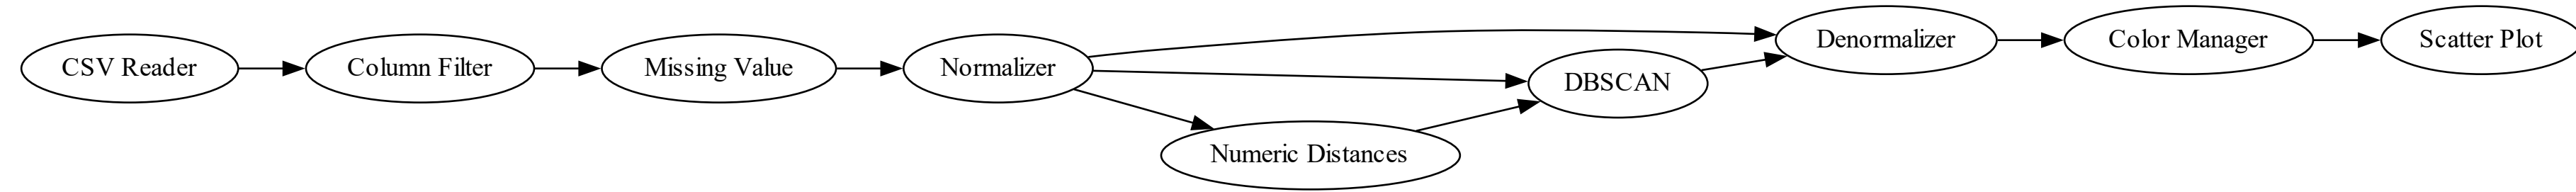 CSV Reader
Column Filter
Missing Value
Normalizer
Numeric Distances
DBSCAN
Denormalizer
Color Manager
Scatter Plot